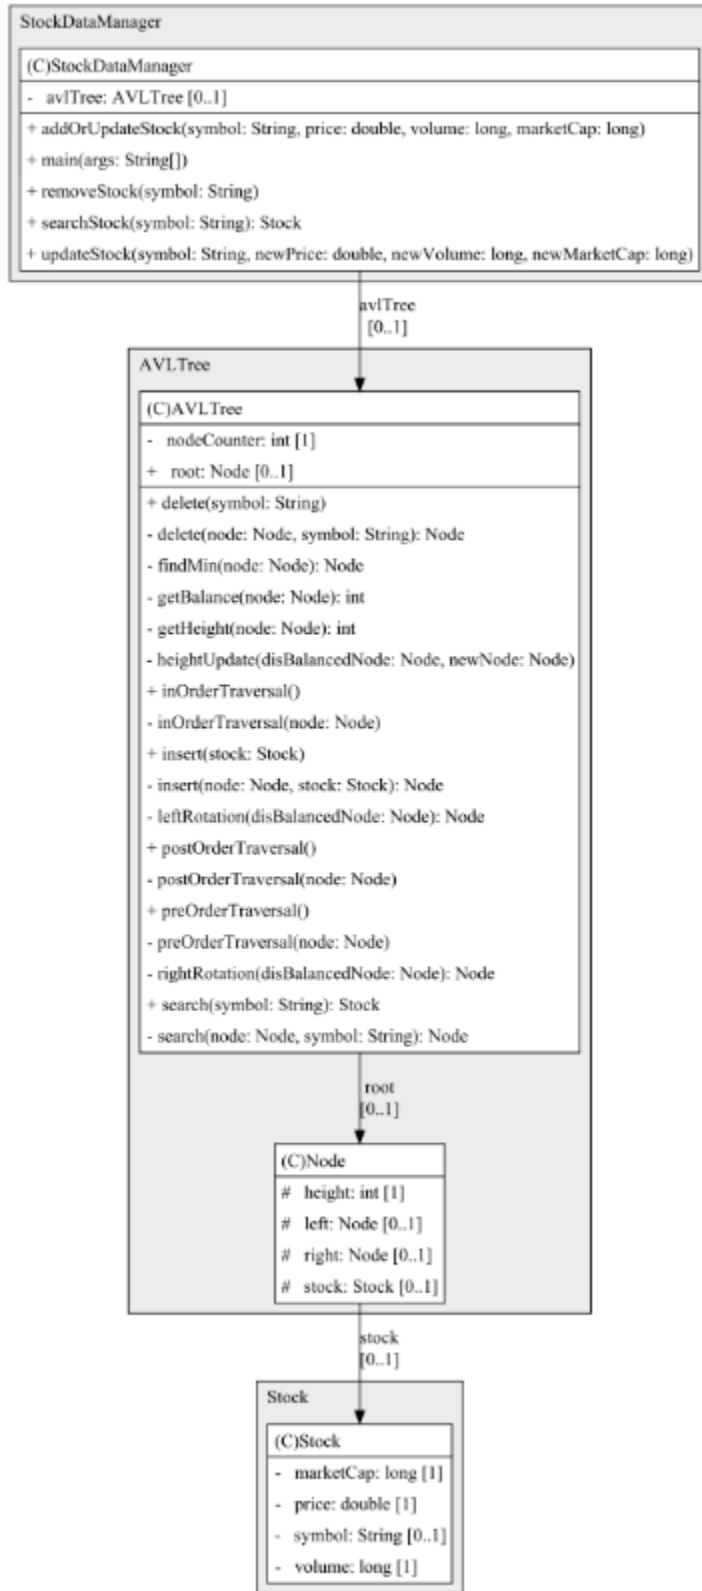 StockDataManager
(C)StockDataManager
- avlTree: AVLTree [0..1]
+ addOrUpdateStock(symbol: String, price: double, volume: long, marketCap: long)
+ main(args: String[])
+ removeStock(symbol: String)
+ searchStock(symbol: String): Stock
+ updateStock(symbol: String, newPrice: double, newVolume: long, newMarketCap: long)
avlTree
[0..1]
AVLTree
(C)AVLTree
- nodeCounter: int [1]
+ root: Node [0..1]
+ delete(symbol: String)
- delete(node: Node, symbol: String): Node
- findMin(node: Node): Node
- getBalance(node: Node): int
- getHeight(node: Node): int
- heightUpdate(disBalancedNode: Node, newNode: Node)
+ inOrderTraversal()
- inOrderTraversal(node: Node)
+ insert(stock: Stock)
- insert(node: Node, stock: Stock): Node
- leftRotation(disBalancedNode: Node): Node
+ postOrderTraversal()
- postOrderTraversal(node: Node)
+ preOrderTraversal()
- preOrderTraversal(node: Node)
- rightRotation(disBalancedNode: Node): Node
+ search(symbol: String): Stock
- search(node: Node, symbol: String): Node
root
[0..1]
(C)Node
# height: int [1]
# left: Node [0..1]
# right: Node [0..1]
# stock: Stock [0..1]
stock
[0..1]
Stock
(C)Stock
- marketCap: long [1]
- price: double [1]
- symbol: String [0..1]
- volume: long [1]